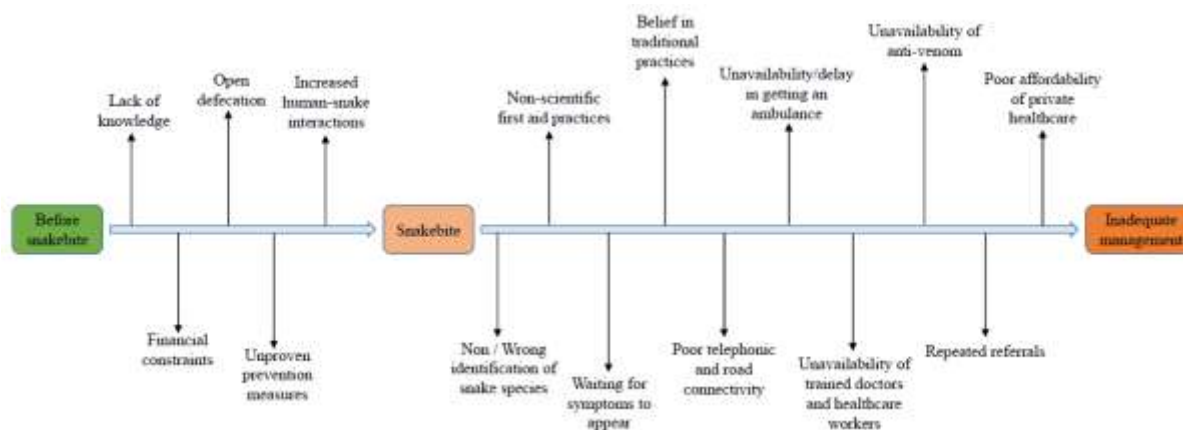 Before
snakebite
Lack of
knowledge
Open
defecation
Increased
human-snake
interactions
Financial
constraints
Unproven
prevention
measures
Snakebite
Non-scientific
first aid practices
Belief in
traditional
practices
Unavailability/delay
in getting an
ambulance
Unavailability of
anti-venom
Poor affordability
of private
healthcare
Non / Wrong
identification of
snake species
Waiting for
symptoms to
appear
Poor telephonic
and road
connectivity
Unavailability of
trained doctors
and healthcare
workers
Repeated referrals
Inadequate
management